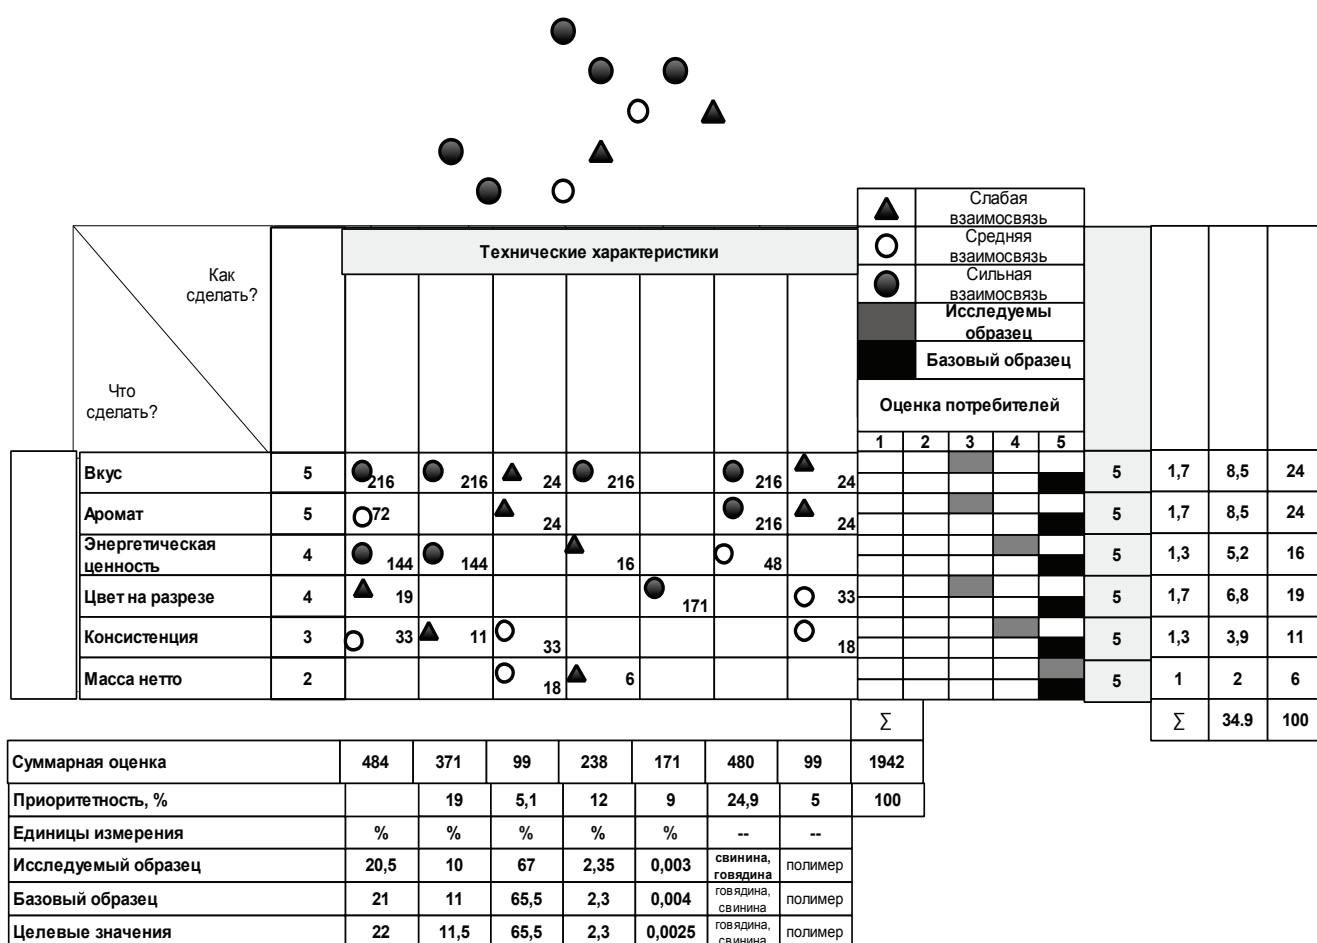 Слабая
взаимосвязь
Средняя
взаимосвязь
Сильная
взаимосвязь
Исследуемы
образец
Базовый образец
Оценка потребителей
1 2 3 4 5
Технические характеристики
Как
сделать?
Что
сделать?
Вкус 5 216 216 24 216 216 24 5 1,7 8,5 24
Аромат 5 72 24 216 24 5 1,7 8,5 24
Энергетическая
ценность 4 144 144 16 48 5 1,3 5,2 16
Цвет на разрезе 4 19 171 33 5 1,7 6,8 19
Консистенция 3 33 11 33 18 5 1,3 3,9 11
Масса нетто 2 18 6 5 1 2 6
∑ ∑ 34.9 100
Суммарная оценка 484 371 99 238 171 480 99 1942
Приоритетность, % 19 5,1 12 9 24,9 5 100
Единицы измерения % % % % % -- --
Исследуемый образец 20,5 10 67 2,35 0,003 свинина, говядина полимер
Базовый образец 21 11 65,5 2,3 0,004 говядина, свинина полимер
Целевые значения 22 11,5 65,5 2,3 0,0025 говядина, свинина полимер